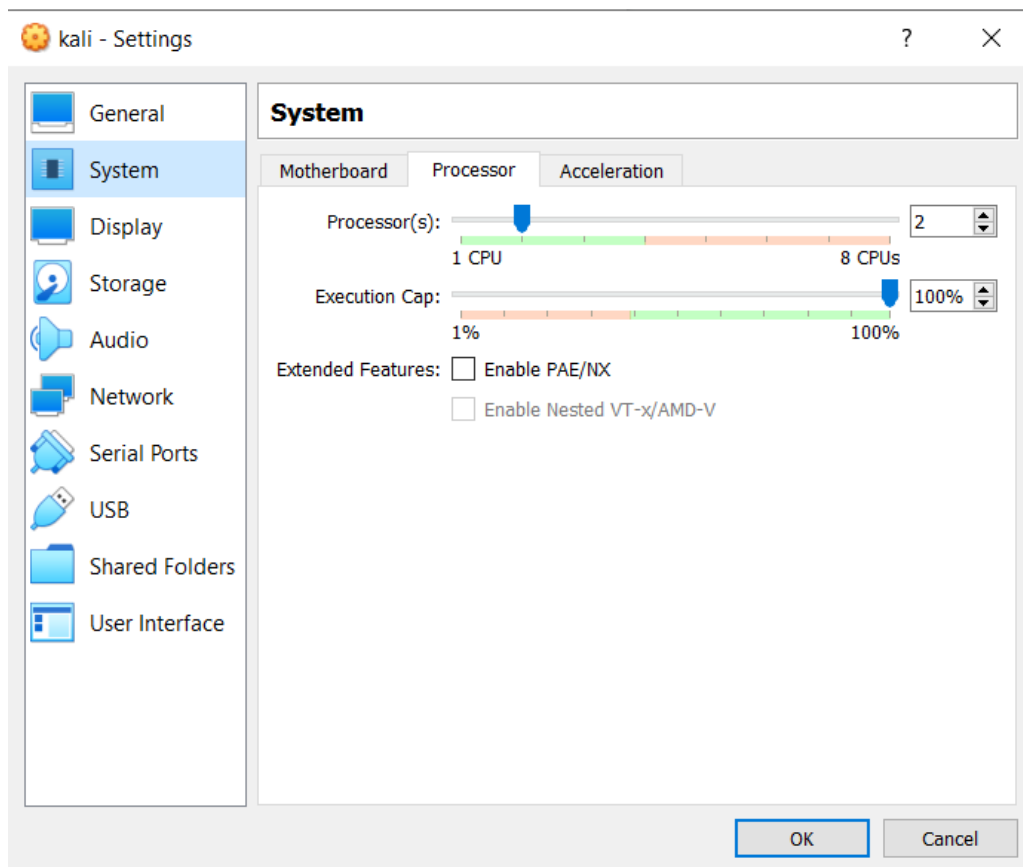 kali - Settings
?
General
System
Display
Storage
Audio
Network
Serial Ports
USB
Shared Folders
User Interface
System
Motherboard Processor Acceleration
Processor(s): 2
1 CPU 8 CPUs
Execution Cap: 100%
1% 100%
Extended Features: Enable PAE/NX
Enable Nested VT-x/AMD-V
OK Cancel